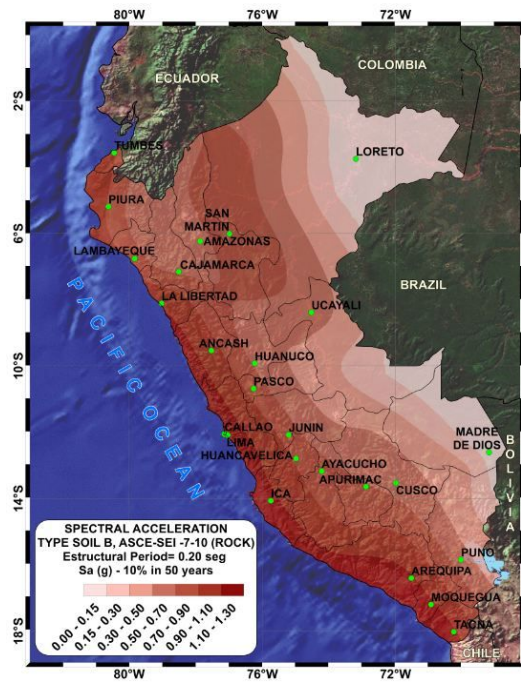 80°W 76°W 72°W
COLOMBIA
ECUADOR
2°S
TUMBES
LORETO
PIURA
SAN
MARTIN
6°S
AMAZONAS
LAMBAYEQUE
CAJAMARCA
BRAZIL
LA LIBERTAD
UCAYALI
ANCASH
HUANUCO
10°S
PASCO
PACIFIC OCEAN
CALLAO
LIMA
JUNIN
MADRE
DE DIOS
BOLIVIA
HUANCAVELICA
AYACUCHO
APURIMAC
CUSCO
ICA
14°S
PUNO
AREQUIPA
MOQUEGUA
TACNA
18°S
CHILE
SPECTRAL ACCELERATION
TYPE SOIL B, ASCE-SEI -7-10 (ROCK)
Estructural Period= 0.20 seg
Sa (g) - 10% in 50 years
0.00 - 0.15
0.15 - 0.30
0.30 - 0.50
0.50 - 0.70
0.70 - 0.90
0.90 - 1.10
1.10 - 1.30
80°W 76°W 72°W